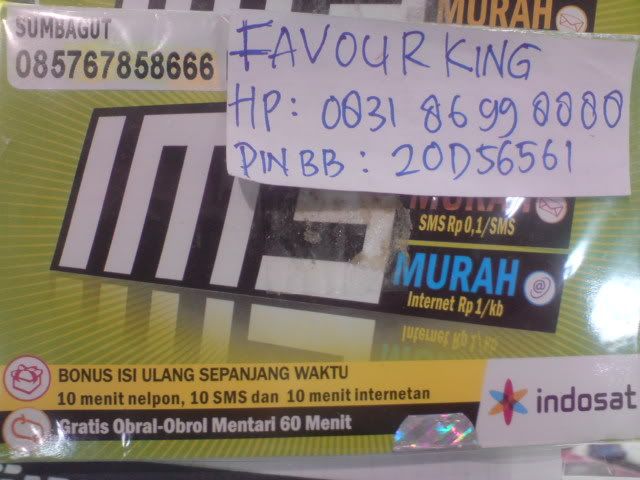 MURAH
SUMBAGUT
085767858666
FAVOUR KING
HP: 0831 8699 8880
PIN BB: 20D56561
IM3
MURAH
SMS Rp 0,1/SMS
MURAH
Internet Rp 1/kb
BONUS ISI ULANG SEPANJANG WAKTU
10 menit nelpon, 10 SMS dan 10 menit internetan
indosat
Gratis Obral-Obrol Mentari 60 Menit